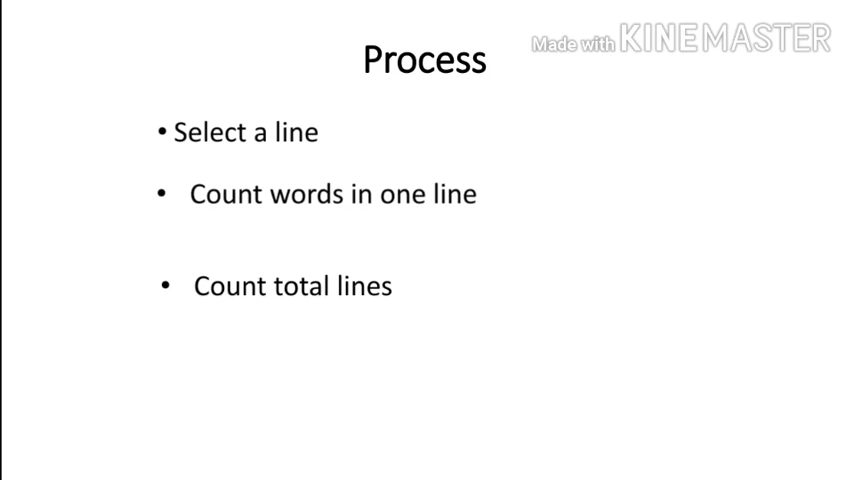 Made with KINEMASTER
Process
• Select a line
• Count words in one line
• Count total lines